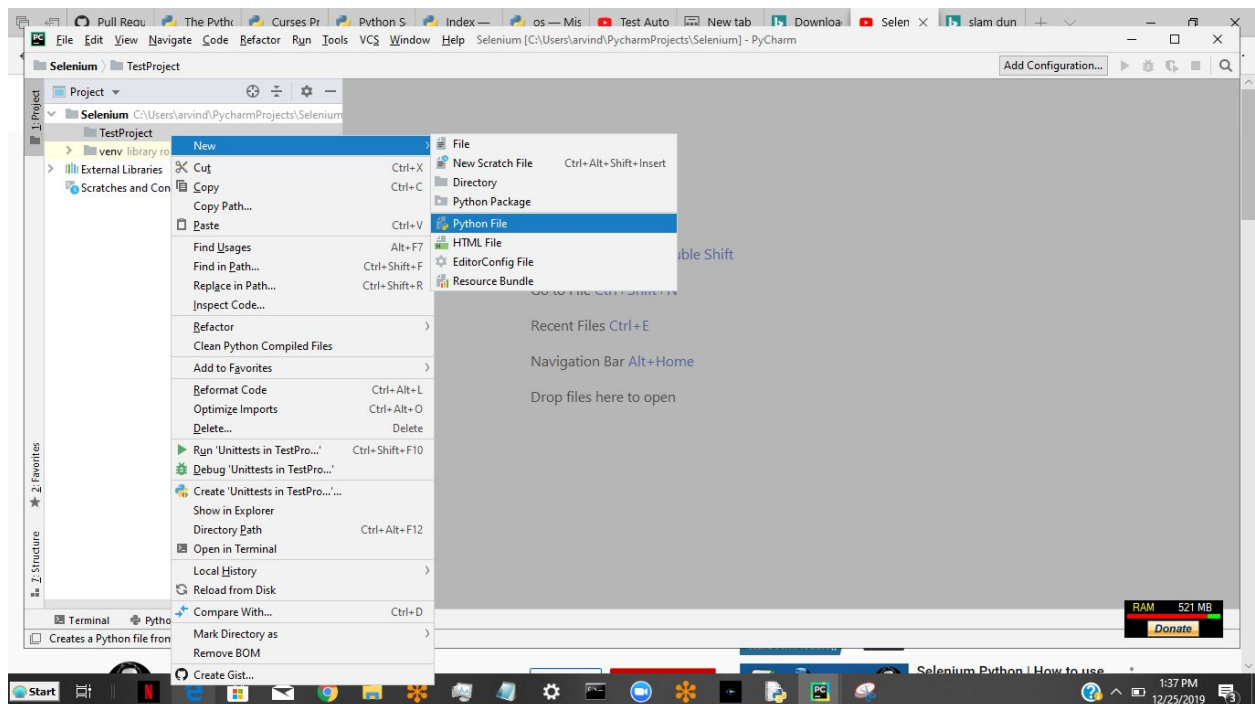 Pull Requ
The Pytho
Curses Pr
Python S
Index —
os — Mis
Test Auto
New tab
Downloa
Selen
slam dun
File Edit View Navigate Code Refactor Run Tools VCS Window Help Selenium [C:\Users\arvind\PycharmProjects\Selenium] - PyCharm
Selenium TestProject
Add Configuration...
1: Project
Project
Selenium C:\Users\arvind\PycharmProjects\Selenium
TestProject
venv library ro
External Libraries
Scratches and Con
New
Cut Ctrl+X
Copy Ctrl+C
Copy Path...
Paste Ctrl+V
Find Usages Alt+F7
Find in Path... Ctrl+Shift+F
Replace in Path... Ctrl+Shift+R
Inspect Code...
Refactor
Clean Python Compiled Files
Add to Favorites
Reformat Code Ctrl+Alt+L
Optimize Imports Ctrl+Alt+O
Delete... Delete
Run 'Unittests in TestPro...' Ctrl+Shift+F10
Debug 'Unittests in TestPro...'
Create 'Unittests in TestPro...'...
Show in Explorer
Directory Path Ctrl+Alt+F12
Open in Terminal
Local History
Reload from Disk
Compare With... Ctrl+D
Mark Directory as
Remove BOM
Create Gist...
File
New Scratch File Ctrl+Alt+Shift+Insert
Directory
Python Package
Python File
HTML File
EditorConfig File
Resource Bundle
uble Shift
Go to File Ctrl+Shift+N
Recent Files Ctrl+E
Navigation Bar Alt+Home
Drop files here to open
2: Favorites
7: Structure
Terminal Pytho
Creates a Python file fron
RAM 521 MB
Donate
Selenium Python | How to use
Start
1:37 PM
12/25/2019
3